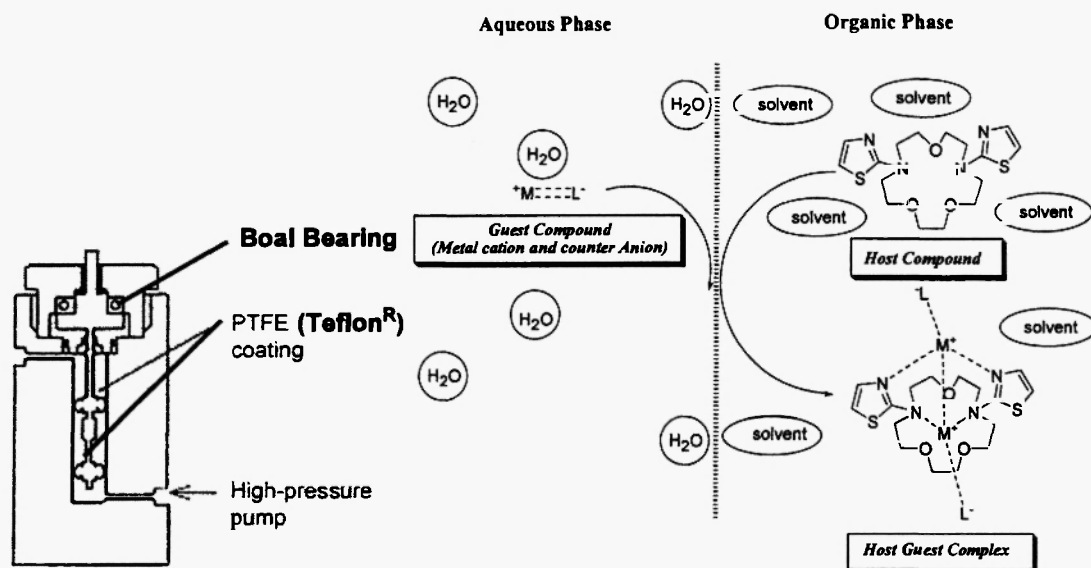 Aqueous Phase
Organic Phase
H2O
H2O
solvent
solvent
H2O
+M L-
N
S
O
N
N
N
S
O
O
solvent
solvent
Guest Compound
(Metal cation and counter Anion)
Host Compound
Boal Bearing
PTFE (Teflon^R)
coating
High-pressure
pump
H2O
H2O
H2O
solvent
-L
solvent
M+
N
S
O
N
N
N
S
M+
O
O
O
L-
Host Guest Complex